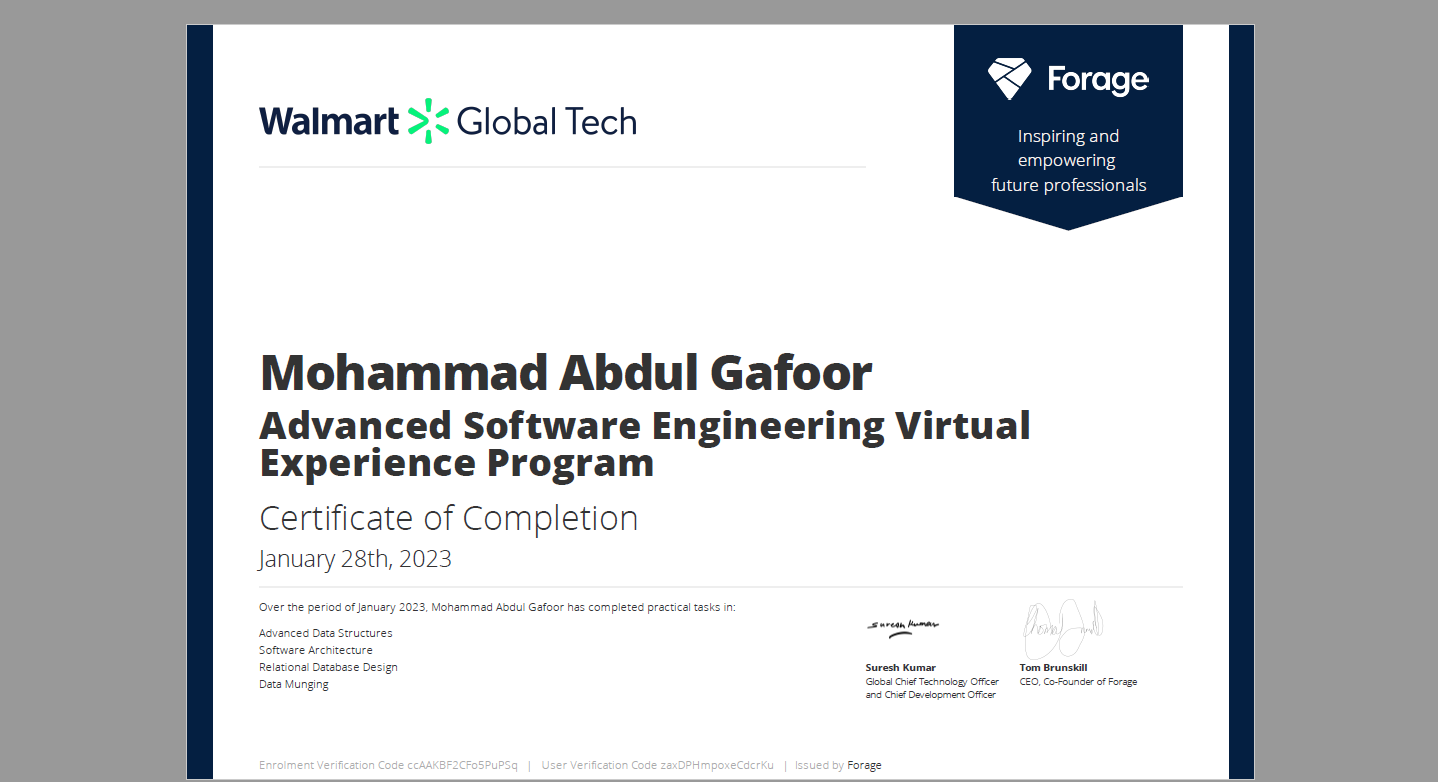 Walmart Global Tech
Forage
Inspiring and
empowering
future professionals
Mohammad Abdul Gafoor
Advanced Software Engineering Virtual
Experience Program
Certificate of Completion
January 28th, 2023
Over the period of January 2023, Mohammad Abdul Gafoor has completed practical tasks in:
Advanced Data Structures
Software Architecture
Relational Database Design
Data Munging
Suresh Kumar
Suresh Kumar
Global Chief Technology Officer
and Chief Development Officer
Tom Brunskill
CEO, Co-Founder of Forage
Enrolment Verification Code ccAAKBF2CFo5PuPSq | User Verification Code zaxDPHmpoxeCdcrKu | Issued by Forage